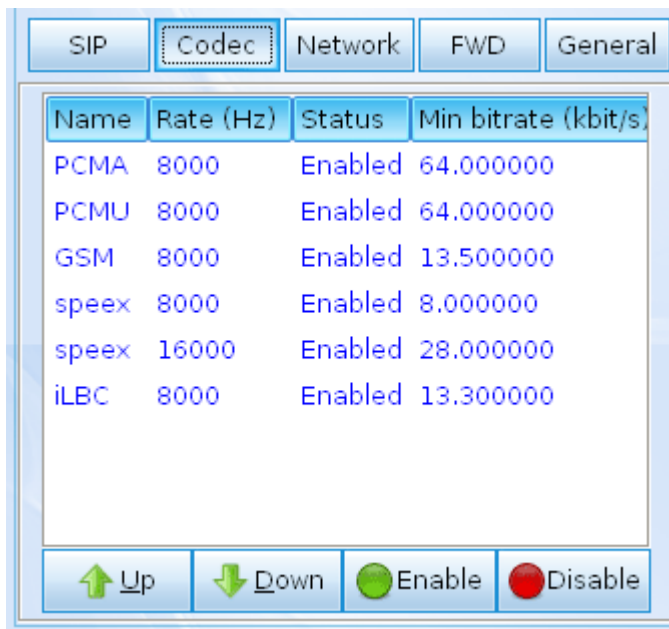 SIP Codec Network FWD General
Name Rate (Hz) Status Min bitrate (kbit/s)
PCMA 8000 Enabled 64.000000
PCMU 8000 Enabled 64.000000
GSM 8000 Enabled 13.500000
speex 8000 Enabled 8.000000
speex 16000 Enabled 28.000000
iLBC 8000 Enabled 13.300000
Up Down Enable Disable